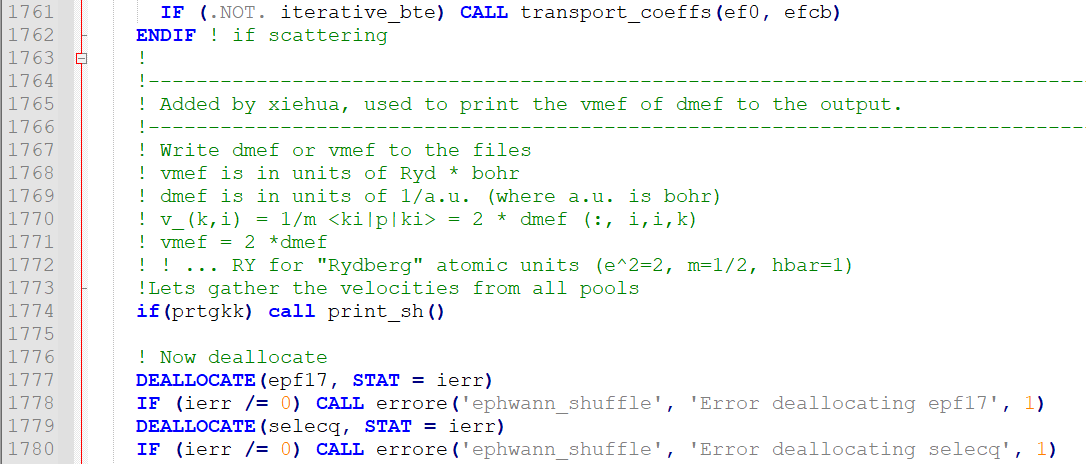 1761 IF (.NOT. iterative_bte) CALL transport_coeffs(ef0, efcb)
1762 ENDIF ! if scattering
1763 !
1764 !--------------------------------------------------------------------------------
1765 ! Added by xiehua, used to print the vmef of dmef to the output.
1766 !--------------------------------------------------------------------------------
1767 ! Write dmef or vmef to the files
1768 ! vmef is in units of Ryd * bohr
1769 ! dmef is in units of 1/a.u. (where a.u. is bohr)
1770 ! v_(k,i) = 1/m <ki|p|ki> = 2 * dmef (:, i,i,k)
1771 ! vmef = 2 *dmef
1772 ! ! ... RY for "Rydberg" atomic units (e^2=2, m=1/2, hbar=1)
1773 !Lets gather the velocities from all pools
1774 if(prtgkk) call print_sh()
1775
1776 ! Now deallocate
1777 DEALLOCATE(epf17, STAT = ierr)
1778 IF (ierr /= 0) CALL errore('ephwann_shuffle', 'Error deallocating epf17', 1)
1779 DEALLOCATE(selecq, STAT = ierr)
1780 IF (ierr /= 0) CALL errore('ephwann_shuffle', 'Error deallocating selecq', 1)